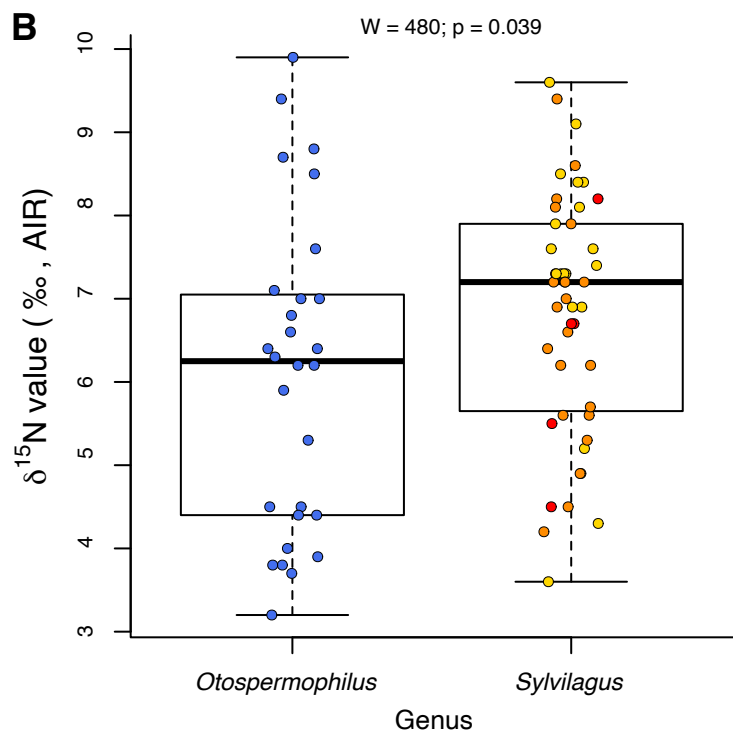 B
W = 480; p = 0.039
δ¹⁵N value ( ‰ , AIR)
10
9
8
7
6
5
4
3
Otospermophilus
Sylvilagus
Genus